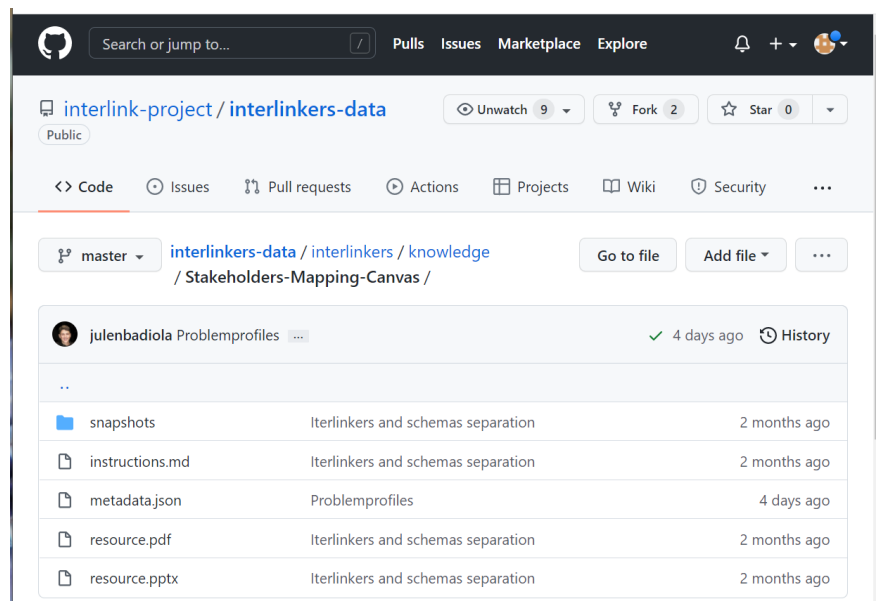 Search or jump to... / Pulls Issues Marketplace Explore
interlink-project / interlinkers-data Unwatch 9 Fork 2 Star 0
Public
Code Issues Pull requests Actions Projects Wiki Security ...
master interlinkers-data / interlinkers / knowledge Go to file Add file ...
/ Stakeholders-Mapping-Canvas /
julenbadiola Problemprofiles ... 4 days ago History
..
snapshots Iterlinkers and schemas separation 2 months ago
instructions.md Iterlinkers and schemas separation 2 months ago
metadata.json Problemprofiles 4 days ago
resource.pdf Iterlinkers and schemas separation 2 months ago
resource.pptx Iterlinkers and schemas separation 2 months ago